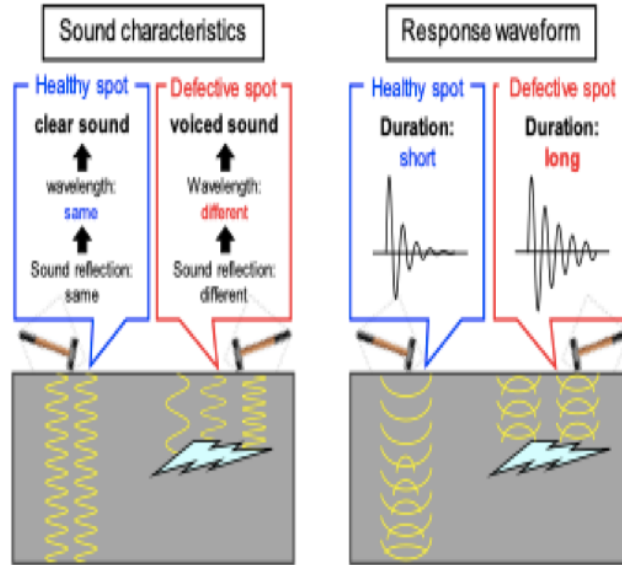 Sound characteristics
Healthy spot
clear sound
wavelength:
same
Sound reflection:
same
Defective spot
voiced sound
Wavelength:
different
Sound reflection:
different
Response waveform
Healthy spot
Duration:
short
Defective spot
Duration:
long